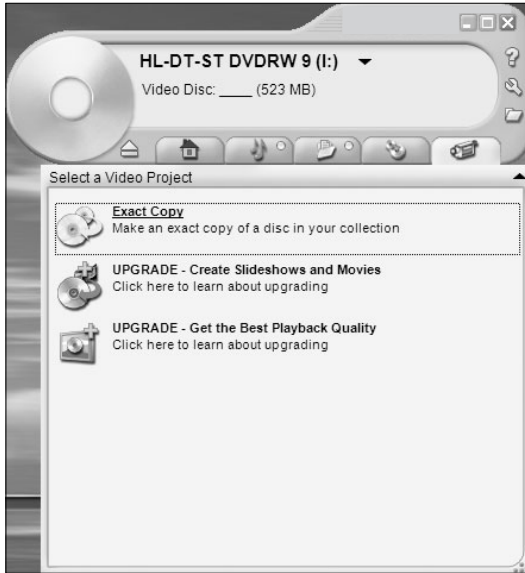 HL-DT-ST DVDRW 9 (I:)
Video Disc: ____ (523 MB)
Select a Video Project
Exact Copy
Make an exact copy of a disc in your collection
UPGRADE - Create Slideshows and Movies
Click here to learn about upgrading
UPGRADE - Get the Best Playback Quality
Click here to learn about upgrading